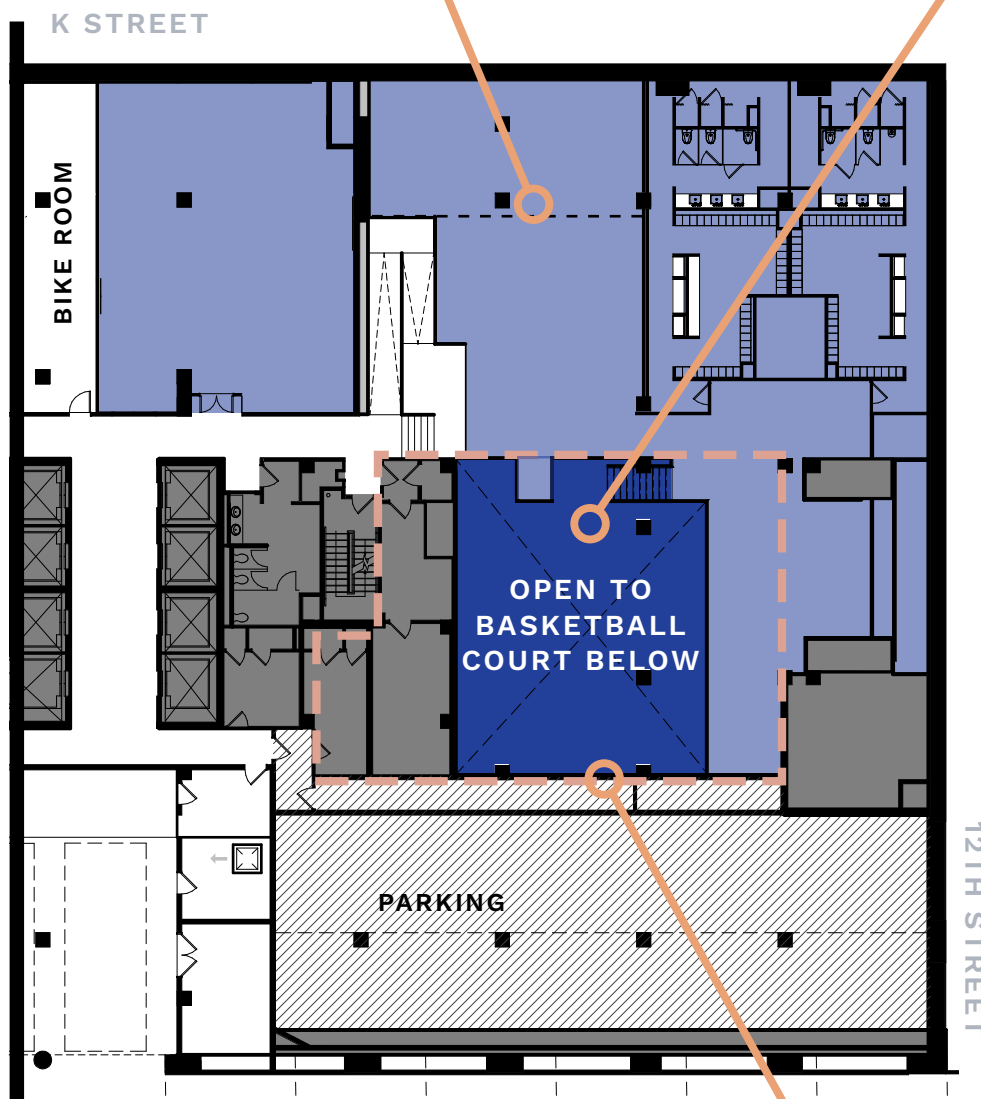 K STREET
BIKE ROOM
OPEN TO
BASKETBALL
COURT BELOW
PARKING
12TH STREET